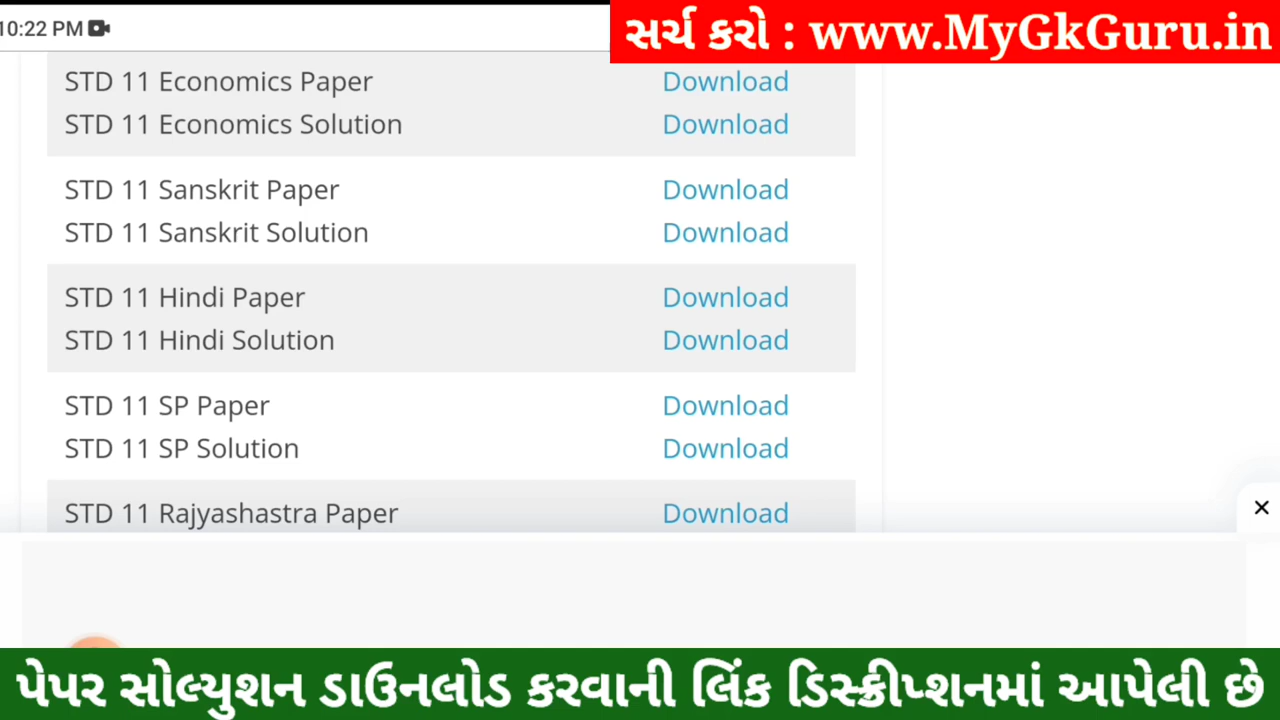 10:22 PM
સર્ચ કરો : www.MyGkGuru.in
STD 11 Economics Paper Download
STD 11 Economics Solution Download
STD 11 Sanskrit Paper Download
STD 11 Sanskrit Solution Download
STD 11 Hindi Paper Download
STD 11 Hindi Solution Download
STD 11 SP Paper Download
STD 11 SP Solution Download
STD 11 Rajyashastra Paper Download
પેપર સોલ્યુશન ડાઉનલોડ કરવાની લિંક ડિસ્ક્રીપ્શનમાં આપેલી છે